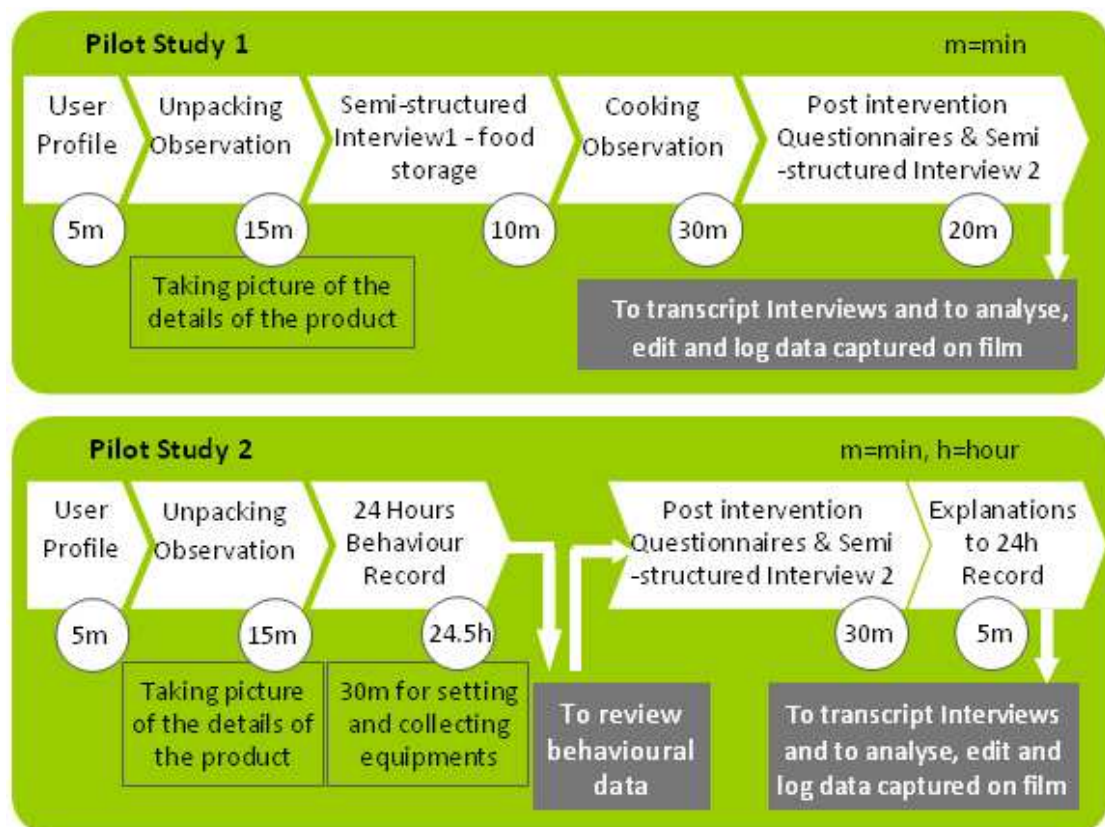 Pilot Study 1
m=min
User
Profile
Unpacking
Observation
Semi-structured
Interview1 - food
storage
Cooking
Observation
Post intervention
Questionnaires & Semi
-structured Interview 2
5m
15m
10m
30m
20m
Taking picture of the
details of the product
To transcript Interviews and to analyse,
edit and log data captured on film
Pilot Study 2
m=min, h=hour
User
Profile
Unpacking
Observation
24 Hours
Behaviour
Record
Post intervention
Questionnaires & Semi
-structured Interview 2
Explanations
to 24h
Record
5m
15m
24.5h
30m
5m
Taking picture
of the details of
the product
30m for setting
and collecting
equipments
To review
behavioural
data
To transcript Interviews
and to analyse, edit and
log data captured on film